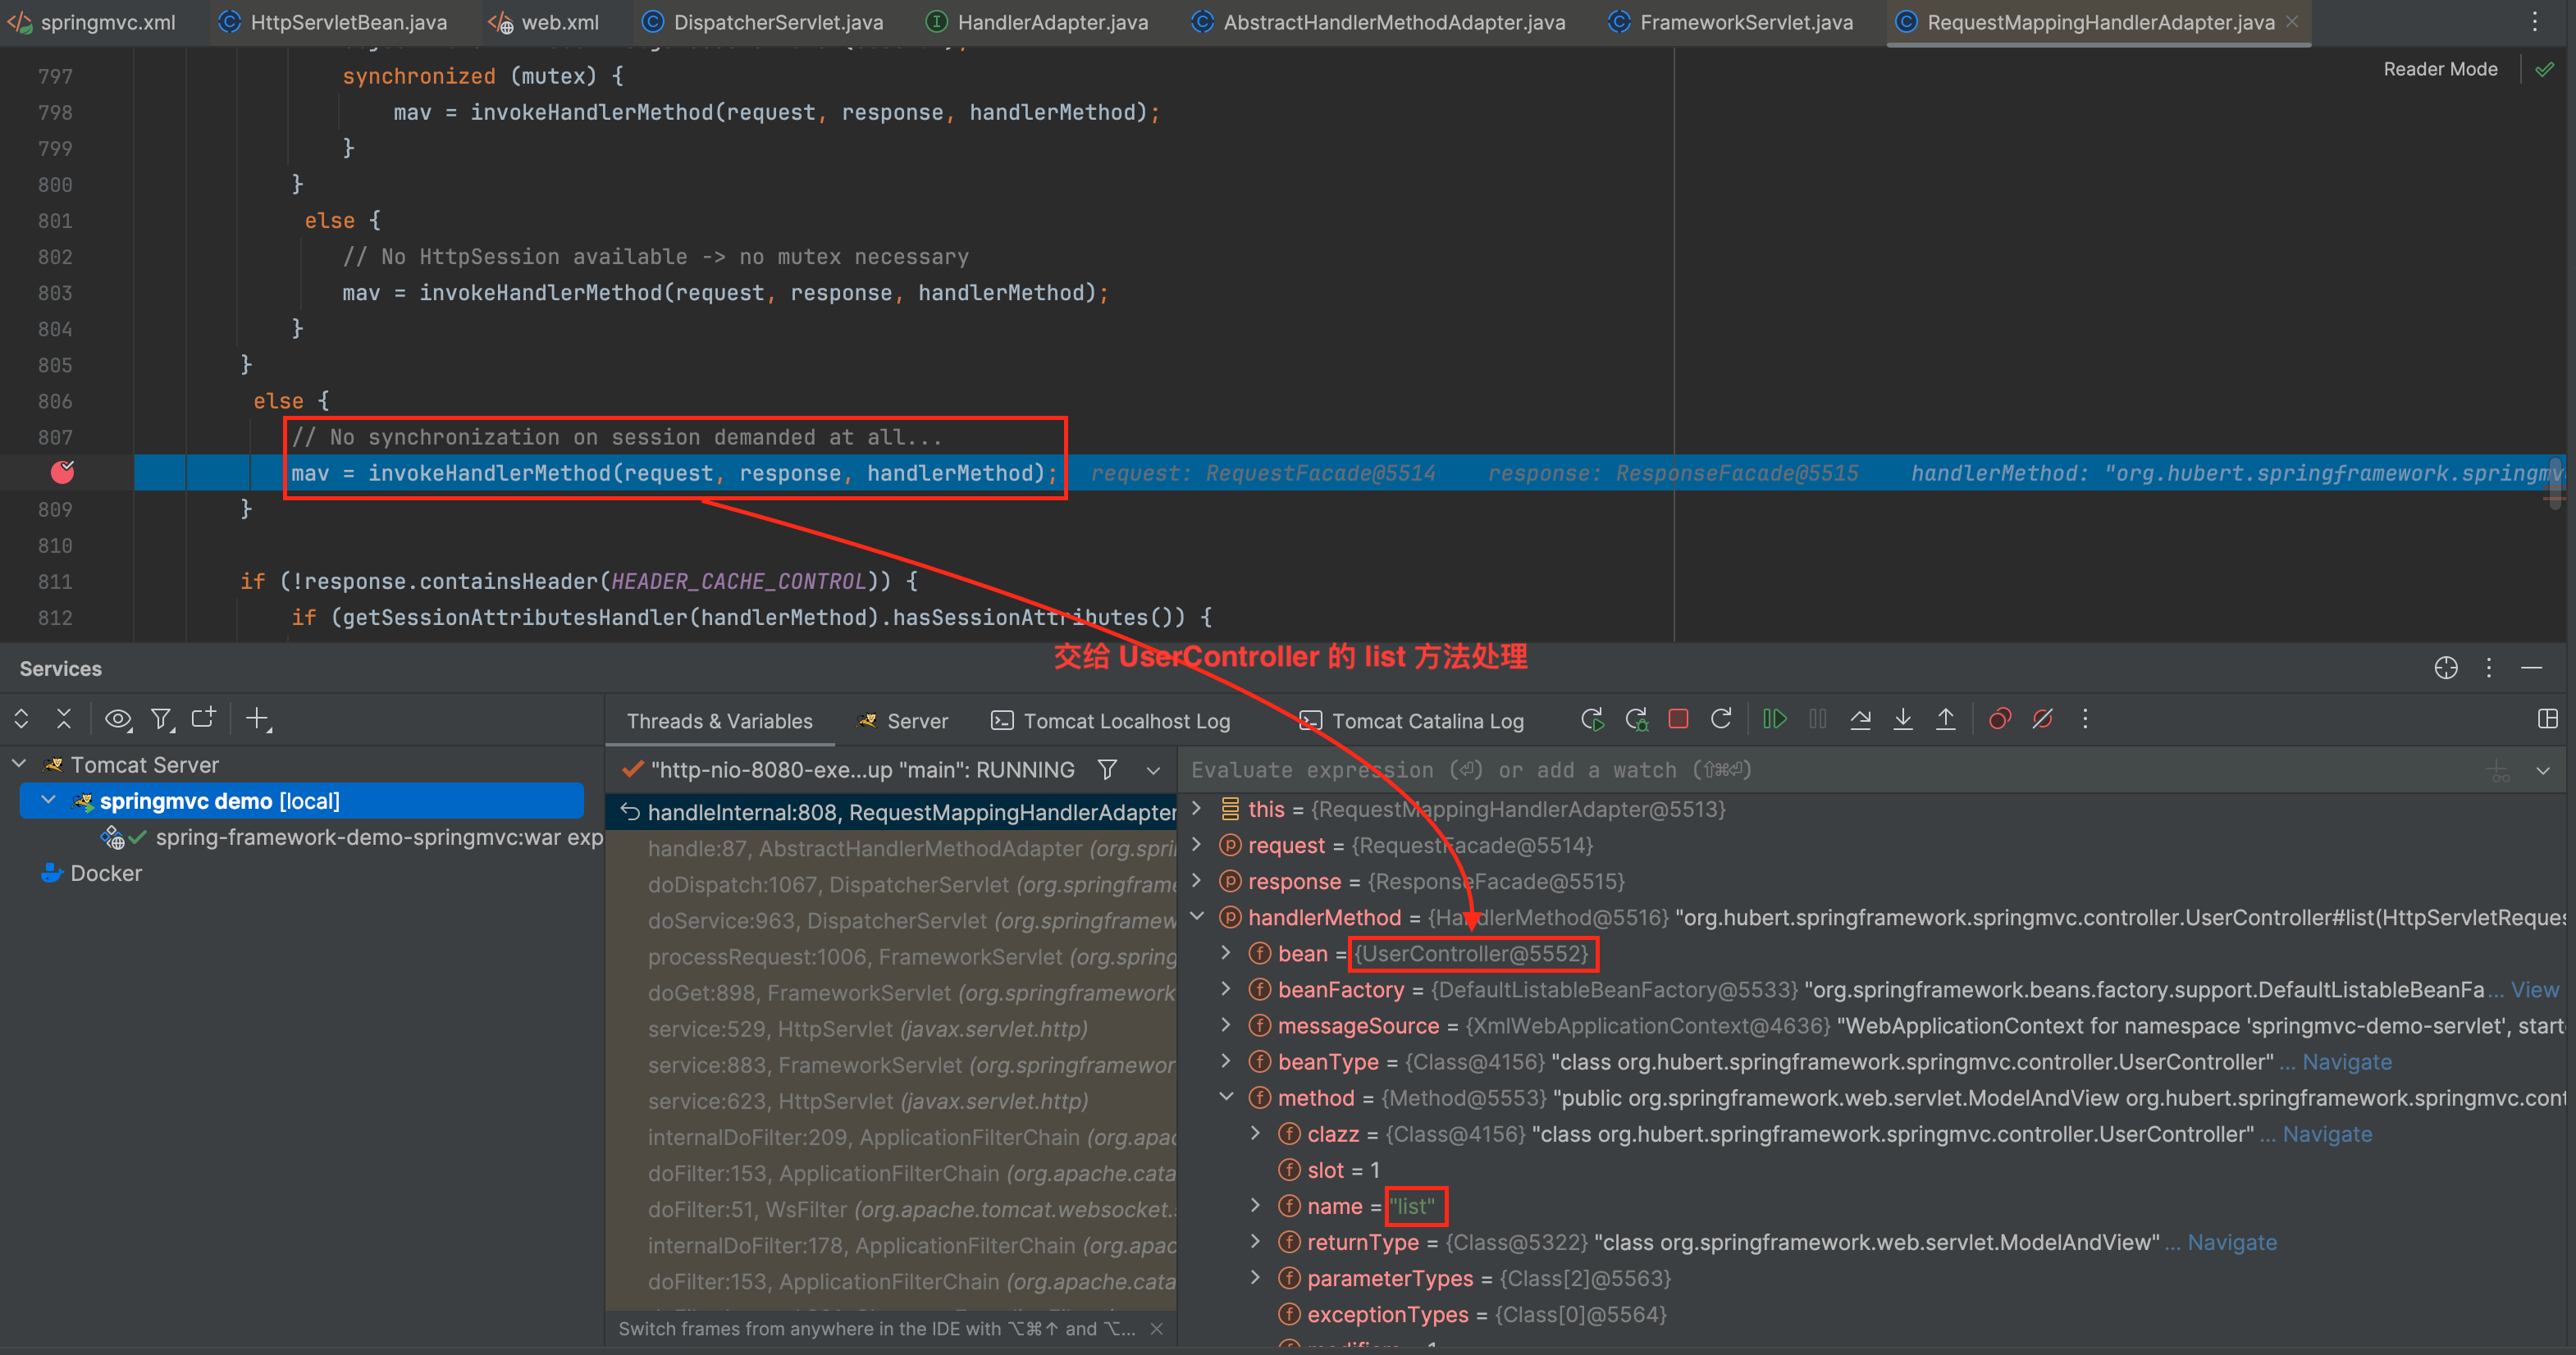 springmvc.xml HttpServletBean.java web.xml DispatcherServlet.java HandlerAdapter.java AbstractHandlerMethodAdapter.java FrameworkServlet.java RequestMappingHandlerAdapter.java
Reader Mode
797 synchronized (mutex) {
798 mav = invokeHandlerMethod(request, response, handlerMethod);
799 }
800 }
801 else {
802 // No HttpSession available -> no mutex necessary
803 mav = invokeHandlerMethod(request, response, handlerMethod);
804 }
805 }
806 else {
807 // No synchronization on session demanded at all...
mav = invokeHandlerMethod(request, response, handlerMethod); request: RequestFacade@5514 response: ResponseFacade@5515 handlerMethod: "org.hubert.springframework.springmv
809 }
810
811 if (!response.containsHeader(HEADER_CACHE_CONTROL)) {
812 if (getSessionAttributesHandler(handlerMethod).hasSessionAttributes()) {
交给 UserController 的 list 方法处理
Services
Threads & Variables Server Tomcat Localhost Log Tomcat Catalina Log
Tomcat Server
springmvc demo [local]
spring-framework-demo-springmvc:war exp
Docker
"http-nio-8080-exe...up "main": RUNNING
handleInternal:808, RequestMappingHandlerAdapter
handle:87, AbstractHandlerMethodAdapter (org.sprin
doDispatch:1067, DispatcherServlet (org.springframe
doService:963, DispatcherServlet (org.springframew
processRequest:1006, FrameworkServlet (org.spring
doGet:898, FrameworkServlet (org.springframework
service:529, HttpServlet (javax.servlet.http)
service:883, FrameworkServlet (org.springframewor
service:623, HttpServlet (javax.servlet.http)
internalDoFilter:209, ApplicationFilterChain (org.apac
doFilter:153, ApplicationFilterChain (org.apache.cata
doFilter:51, WsFilter (org.apache.tomcat.websocket.
internalDoFilter:178, ApplicationFilterChain (org.apac
doFilter:153, ApplicationFilterChain (org.apache.cata
Switch frames from anywhere in the IDE with ⌥⌘↑ and ⌥...
Evaluate expression (⏎) or add a watch (⇧⌘⏎)
this = {RequestMappingHandlerAdapter@5513}
request = {RequestFacade@5514}
response = {ResponseFacade@5515}
handlerMethod = {HandlerMethod@5516} "org.hubert.springframework.springmvc.controller.UserController#list(HttpServletReques
bean = {UserController@5552}
beanFactory = {DefaultListableBeanFactory@5533} "org.springframework.beans.factory.support.DefaultListableBeanFa... View
messageSource = {XmlWebApplicationContext@4636} "WebApplicationContext for namespace 'springmvc-demo-servlet', start
beanType = {Class@4156} "class org.hubert.springframework.springmvc.controller.UserController" ... Navigate
method = {Method@5553} "public org.springframework.web.servlet.ModelAndView org.hubert.springframework.springmvc.cont
clazz = {Class@4156} "class org.hubert.springframework.springmvc.controller.UserController" ... Navigate
slot = 1
name = "list"
returnType = {Class@5322} "class org.springframework.web.servlet.ModelAndView" ... Navigate
parameterTypes = {Class[2]@5563}
exceptionTypes = {Class[0]@5564}